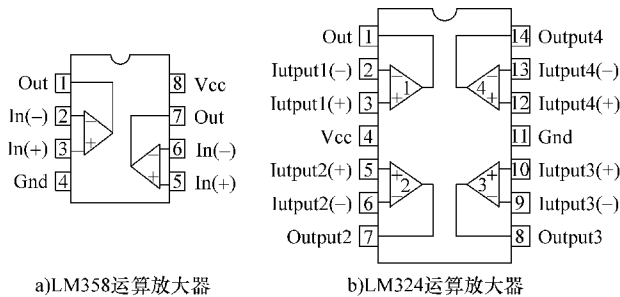 Out 1 8 Vcc
In(−) 2 − 7 Out
In(+) 3 + − 6 In(−)
Gnd 4 + 5 In(+)
a)LM358运算放大器
Out 1 14 Output4
Iutput1(−) 2 − − 13 Iutput4(−)
1 4
Iutput1(+) 3 + + 12 Iutput4(+)
Vcc 4 11 Gnd
Iutput2(+) 5 + + 10 Iutput3(+)
2 3
Iutput2(−) 6 − − 9 Iutput3(−)
Output2 7 8 Output3
b)LM324运算放大器